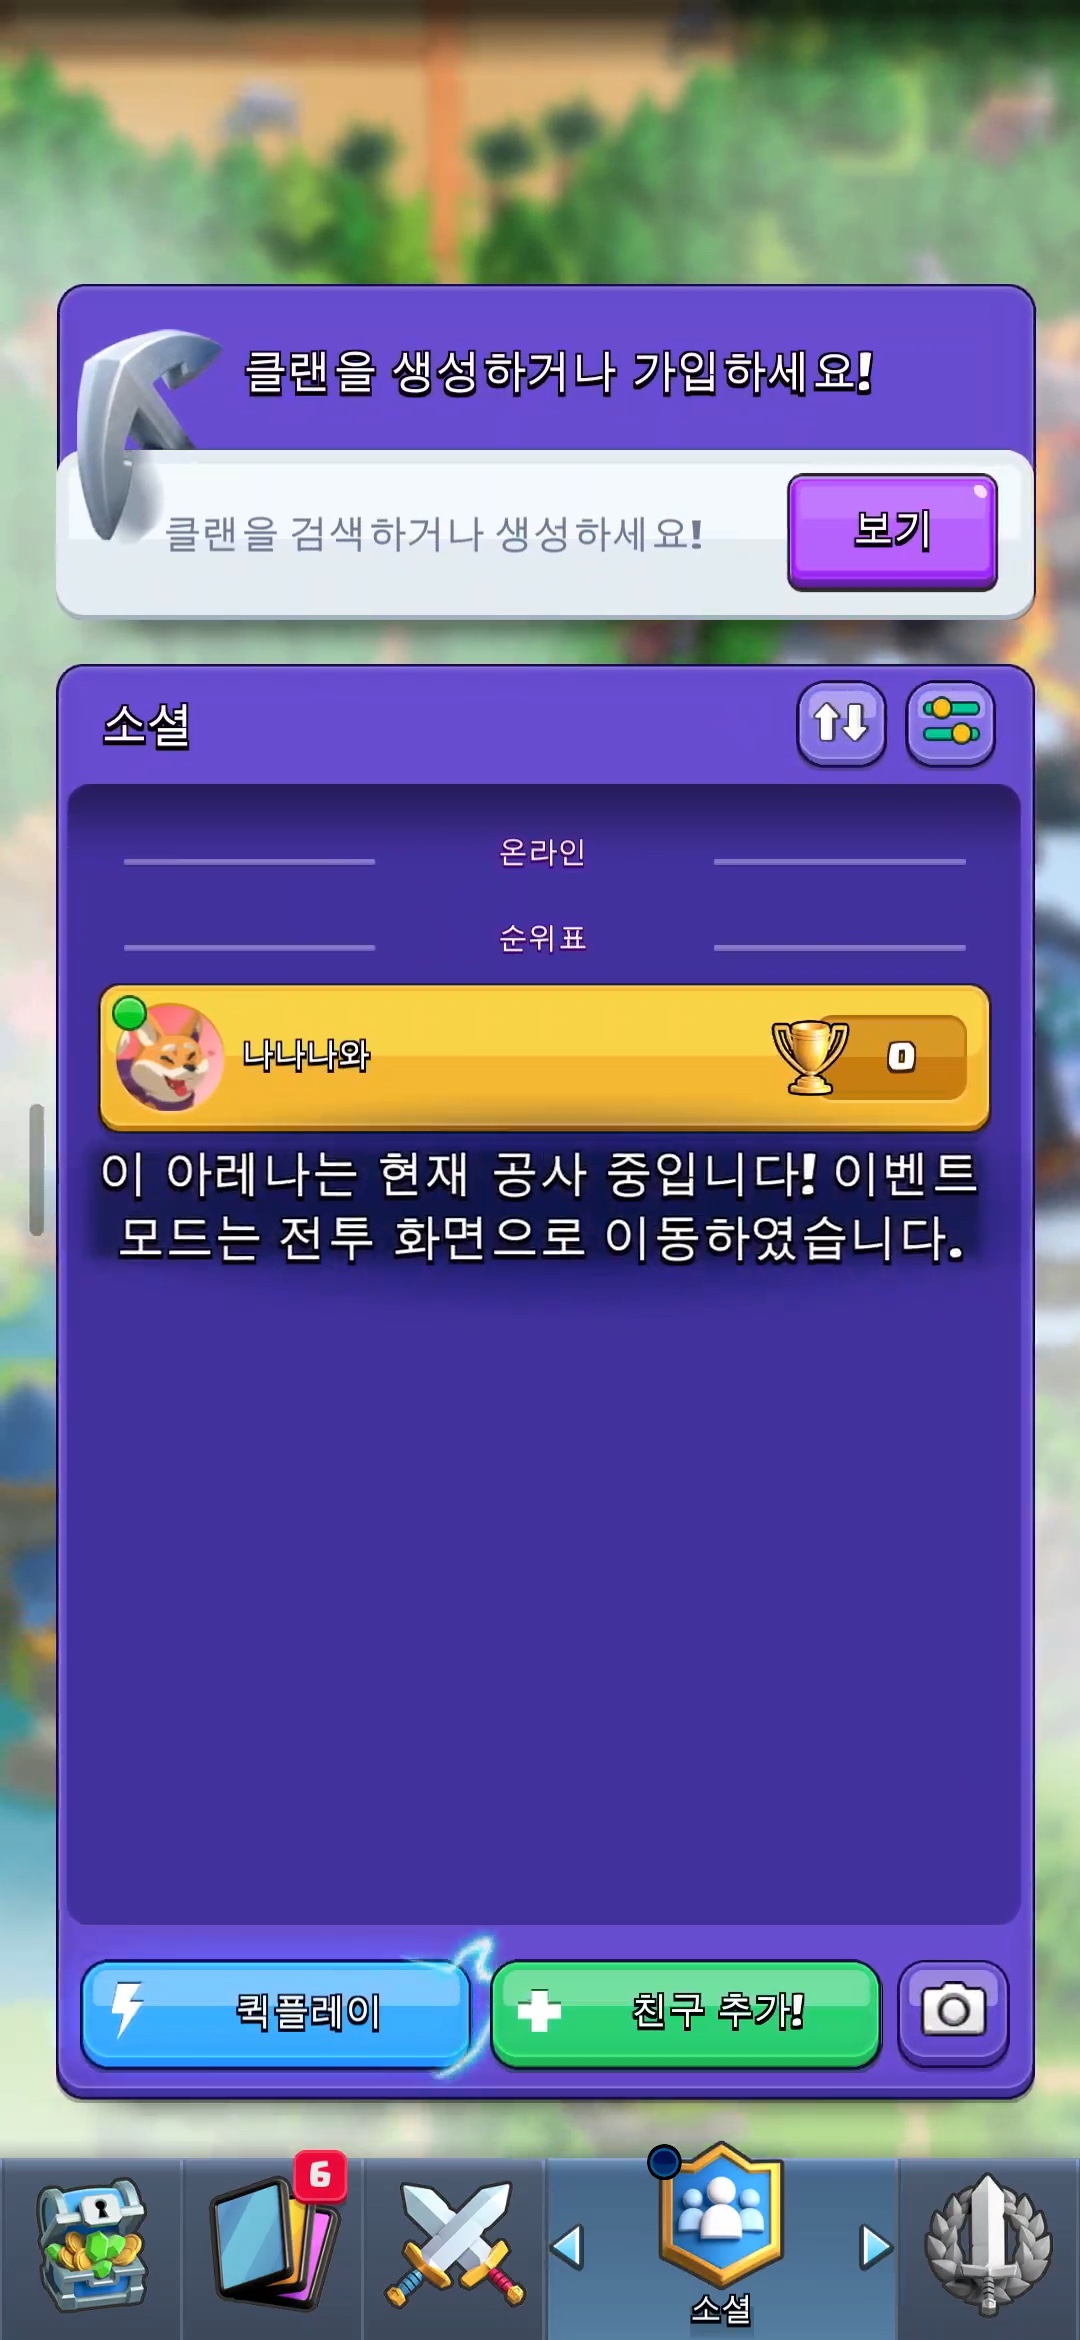 클랜을 생성하거나 가입하세요!
클랜을 검색하거나 생성하세요!
보기
소셜
온라인
순위표
나나나와
0
이 아레나는 현재 공사 중입니다! 이벤트
모드는 전투 화면으로 이동하였습니다.
퀵플레이
친구 추가!
6
소셜